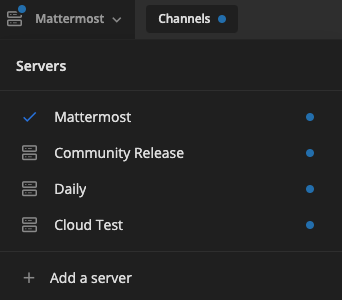 Mattermost
Channels
Servers
Mattermost
Community Release
Daily
Cloud Test
Add a server